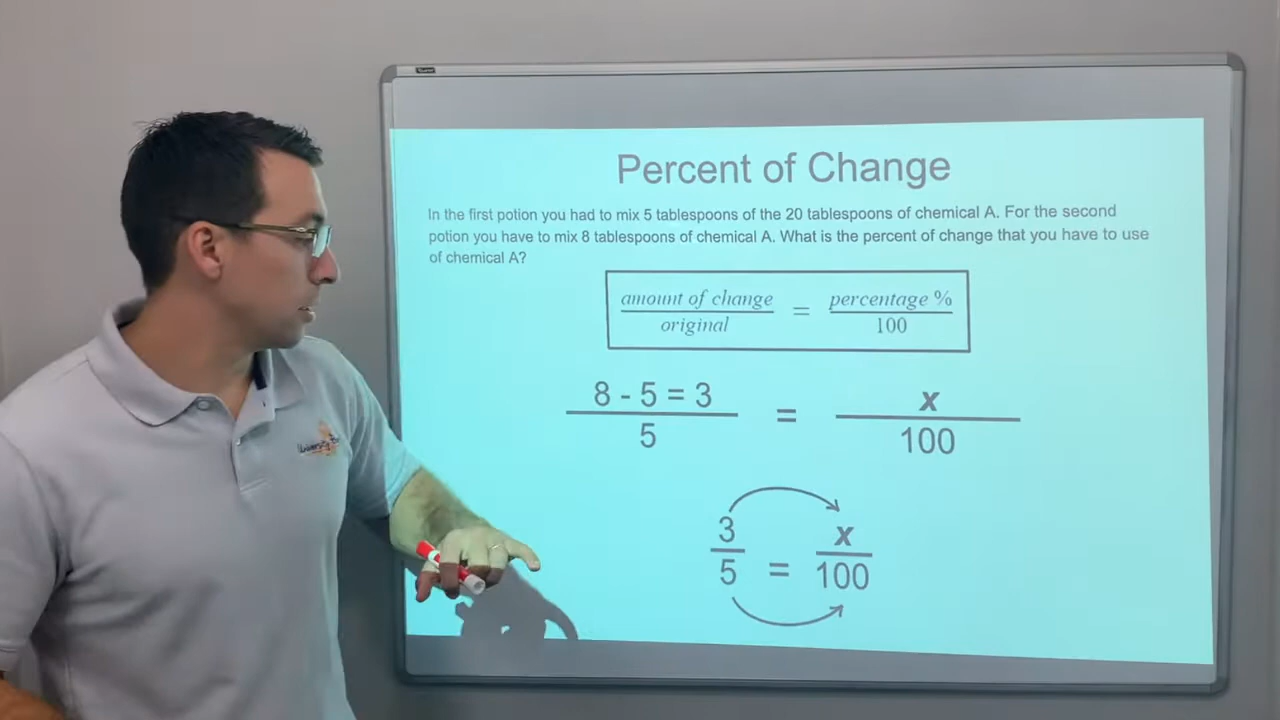 Percent of Change
In the first potion you had to mix 5 tablespoons of the 20 tablespoons of chemical A. For the second
potion you have to mix 8 tablespoons of chemical A. What is the percent of change that you have to use
of chemical A?
amount of change / original = percentage % / 100
8 - 5 = 3 / 5 = x / 100
3 / 5 = x / 100
University